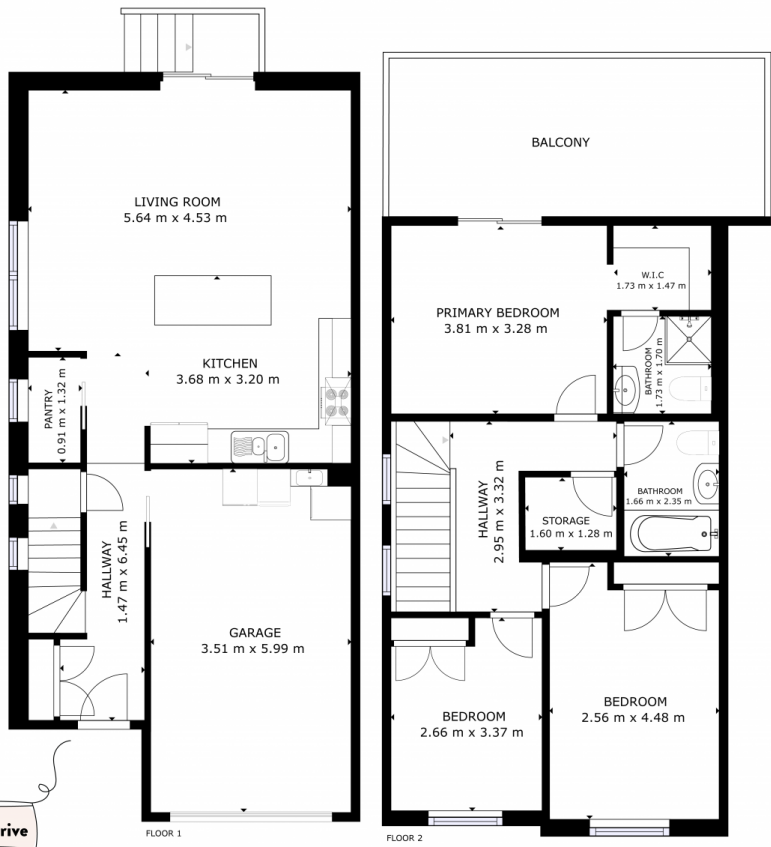 LIVING ROOM
5.64 m x 4.53 m
KITCHEN
3.68 m x 3.20 m
PANTRY
0.91 m x 1.32 m
HALLWAY
1.47 m x 6.45 m
GARAGE
3.51 m x 5.99 m
rive
FLOOR 1
BALCONY
PRIMARY BEDROOM
3.81 m x 3.28 m
W.I.C
1.73 m x 1.47 m
BATHROOM
1.73 m x 1.70 m
HALLWAY
2.95 m x 3.32 m
STORAGE
1.60 m x 1.28 m
BATHROOM
1.66 m x 2.35 m
BEDROOM
2.66 m x 3.37 m
BEDROOM
2.56 m x 4.48 m
FLOOR 2